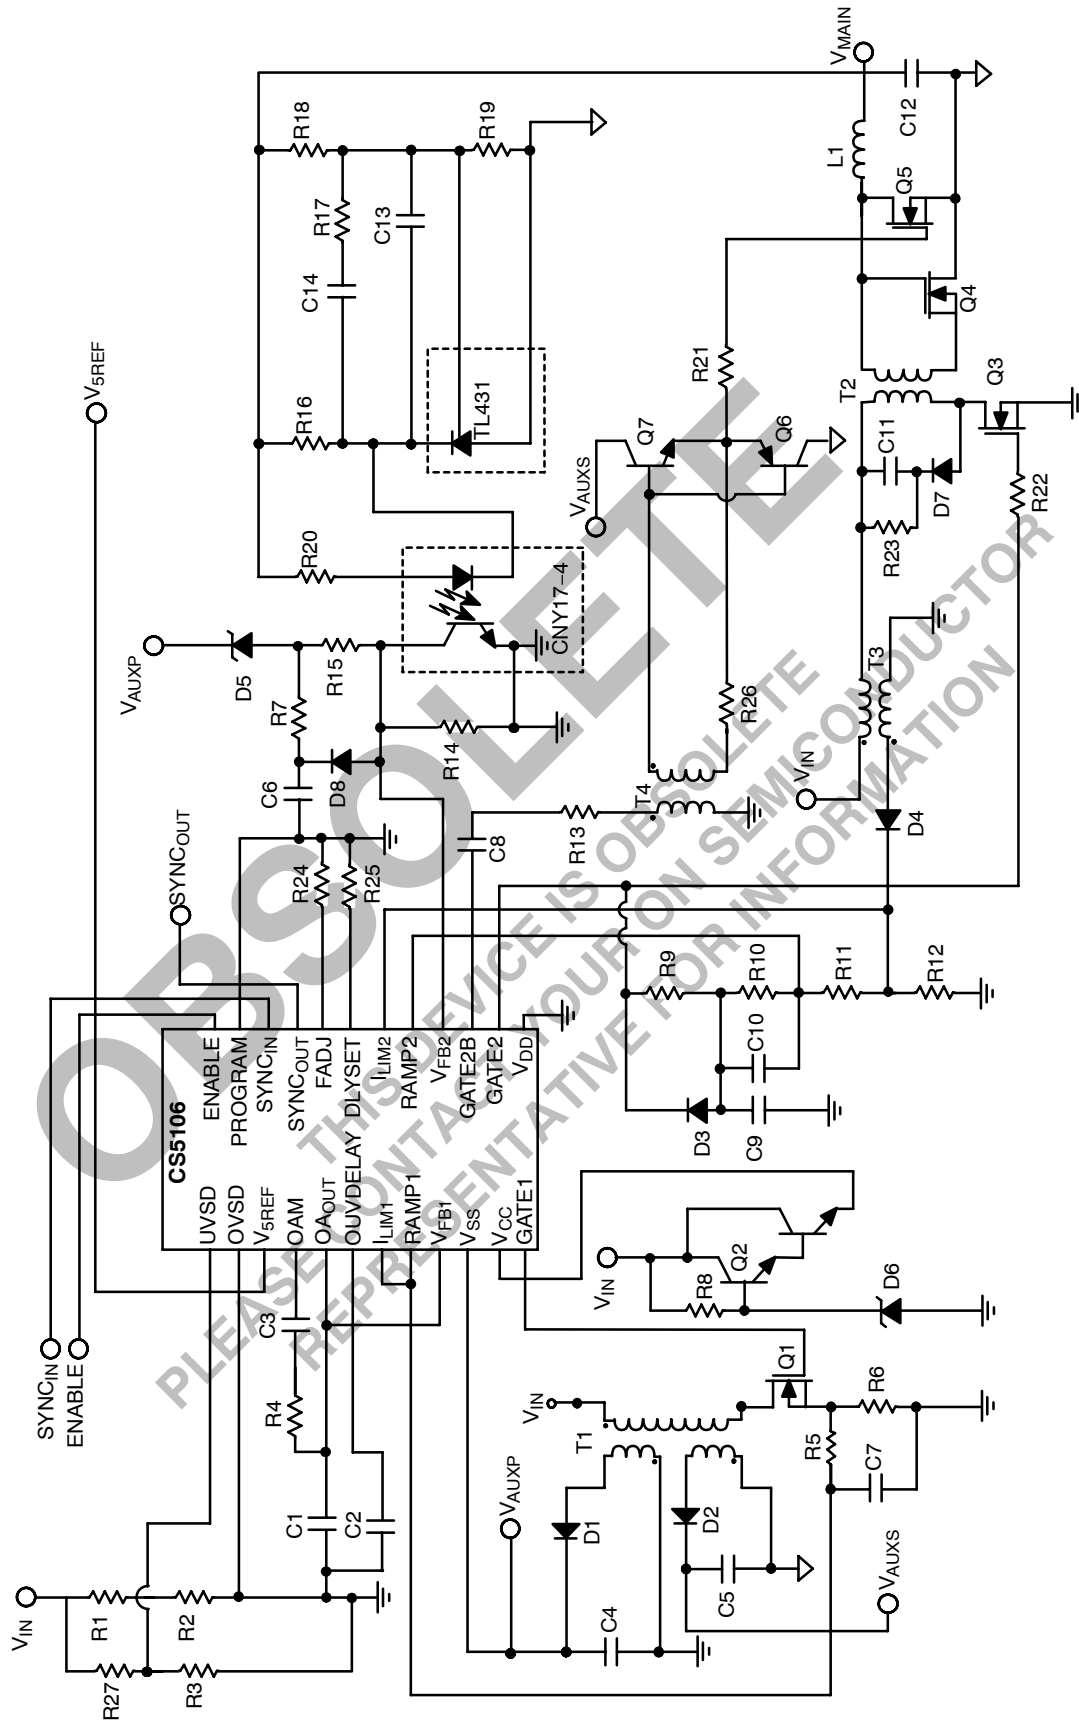 SYNCIN
ENABLE
VIN
R1
R27
R2
R3
C1
C2
R4
C3
V5REF
SYNCOUT
CS5106
UVSD
OVSD
V5REF
OAM
OAOUT
OUVDELAY
ILIM1
RAMP1
VFB1
VSS
VCC
GATE1
ENABLE
PROGRAM
SYNCIN
SYNCOUT
FADJ
DLYSET
ILIM2
RAMP2
VFB2
GATE2B
GATE2
VDD
R24
R25
C6
R7
D8
VAUXP
D5
R15
R14
CNY17-4
R20
R16
C14
R17
R18
C13
R19
TL431
C8
R13
T4
R26
VAUXS
Q7
Q6
R21
VMAIN
L1
C12
Q5
Q4
T2
Q3
C11
D7
R23
R22
T3
VIN
D4
R9
R10
R11
R12
C10
C9
D3
VIN
Q2
R8
D6
VIN
T1
Q1
R5
R6
C7
VAUXP
D1
D2
C4
C5
VAUXS
OBSOLETE
THIS DEVICE IS OBSOLETE
PLEASE CONTACT YOUR ON SEMICONDUCTOR
REPRESENTATIVE FOR INFORMATION